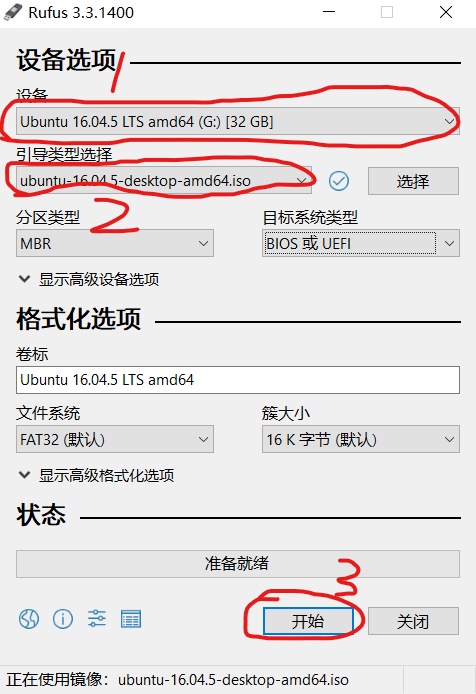 Rufus 3.3.1400
设备选项
1
设备
Ubuntu 16.04.5 LTS amd64 (G:) [32 GB]
引导类型选择
ubuntu-16.04.5-desktop-amd64.iso 选择
分区类型 2 目标系统类型
MBR BIOS 或 UEFI
显示高级设备选项
格式化选项
卷标
Ubuntu 16.04.5 LTS amd64
文件系统 簇大小
FAT32 (默认) 16 K 字节 (默认)
显示高级格式化选项
状态
准备就绪
3
开始 关闭
正在使用镜像：ubuntu-16.04.5-desktop-amd64.iso